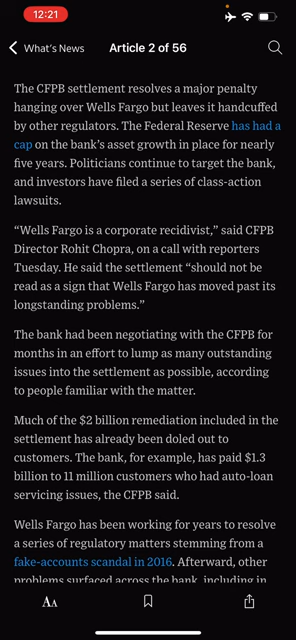 12:21
What's News
Article 2 of 56
The CFPB settlement resolves a major penalty
hanging over Wells Fargo but leaves it handcuffed
by other regulators. The Federal Reserve has had a
cap on the bank's asset growth in place for nearly
five years. Politicians continue to target the bank,
and investors have filed a series of class-action
lawsuits.
“Wells Fargo is a corporate recidivist,” said CFPB
Director Rohit Chopra, on a call with reporters
Tuesday. He said the settlement “should not be
read as a sign that Wells Fargo has moved past its
longstanding problems.”
The bank had been negotiating with the CFPB for
months in an effort to lump as many outstanding
issues into the settlement as possible, according
to people familiar with the matter.
Much of the $2 billion remediation included in the
settlement has already been doled out to
customers. The bank, for example, has paid $1.3
billion to 11 million customers who had auto-loan
servicing issues, the CFPB said.
Wells Fargo has been working for years to resolve
a series of regulatory matters stemming from a
fake-accounts scandal in 2016. Afterward, other
problems surfaced across the bank, including in
AA